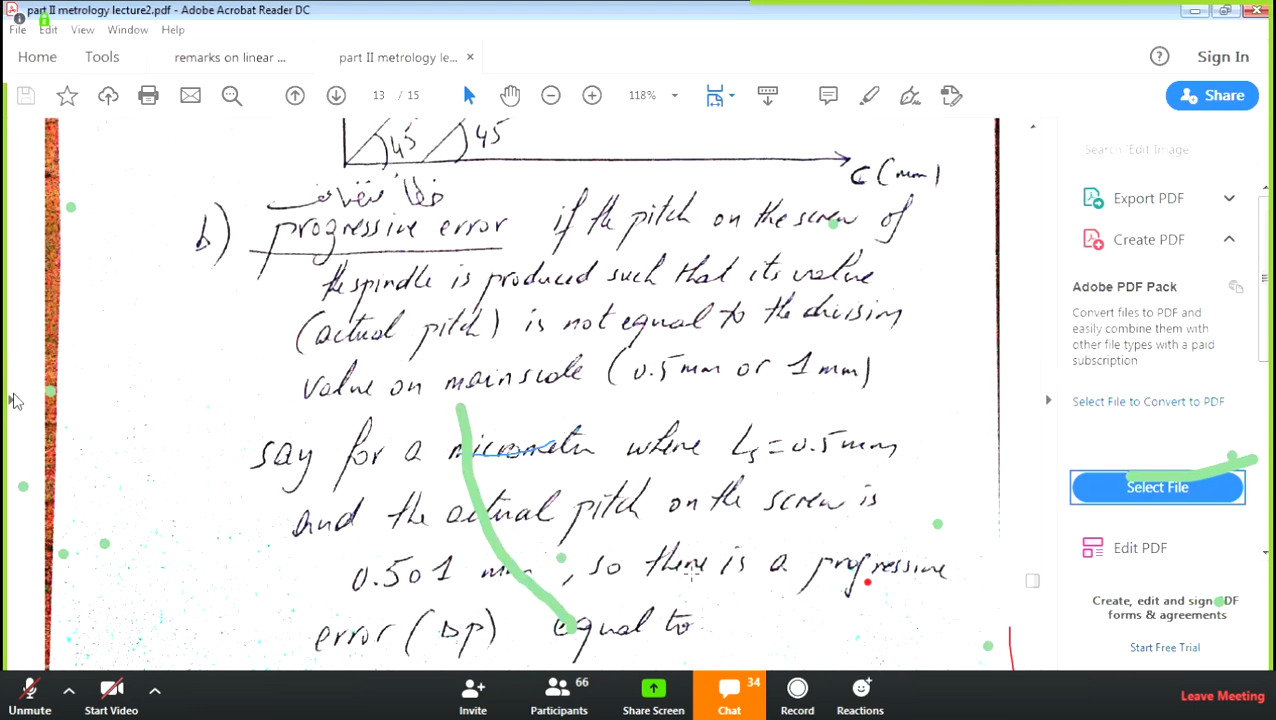 part II metrology lecture2.pdf - Adobe Acrobat Reader DC
File Edit View Window Help
Home Tools remarks on linear ... part II metrology le... ×
? Sign In
13 / 15 118% Share
45 45
C (mm)
خطأ
b) progressive error if the pitch on the screw of
the spindle is produced such that its value
(actual pitch) is not equal to the division
value on main scale (0.5 mm or 1 mm)
say for a micrometer where Ls = 0.5 mm
and the actual pitch on the screw is
0.501 mm, so there is a progressive
error (Δp) equal to
Search 'Edit Image'
Export PDF
Create PDF
Adobe PDF Pack
Convert files to PDF and
easily combine them with
other file types with a paid
subscription
Select File to Convert to PDF
Select File
Edit PDF
Create, edit and sign PDF
forms & agreements
Start Free Trial
Unmute
Start Video
Invite
66
Participants
Share Screen
34
Chat
Record
Reactions
Leave Meeting